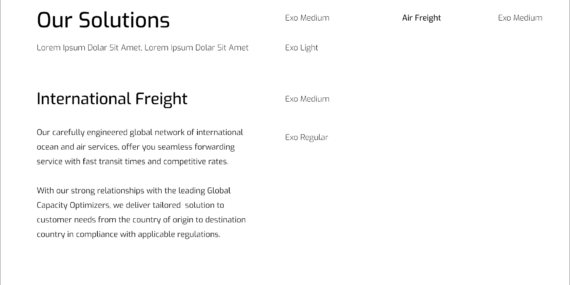 Our Solutions
Exo Medium
Air Freight
Exo Medium
Lorem Ipsum Dolar Sit Amet, Lorem Ipsum Dolar Sit Amet
Exo Light
International Freight
Exo Medium
Our carefully engineered global network of international
ocean and air services, offer you seamless forwarding
service with fast transit times and competitive rates.
Exo Regular
With our strong relationships with the leading Global
Capacity Optimizers, we deliver tailored solution to
customer needs from the country of origin to destination
country in compliance with applicable regulations.